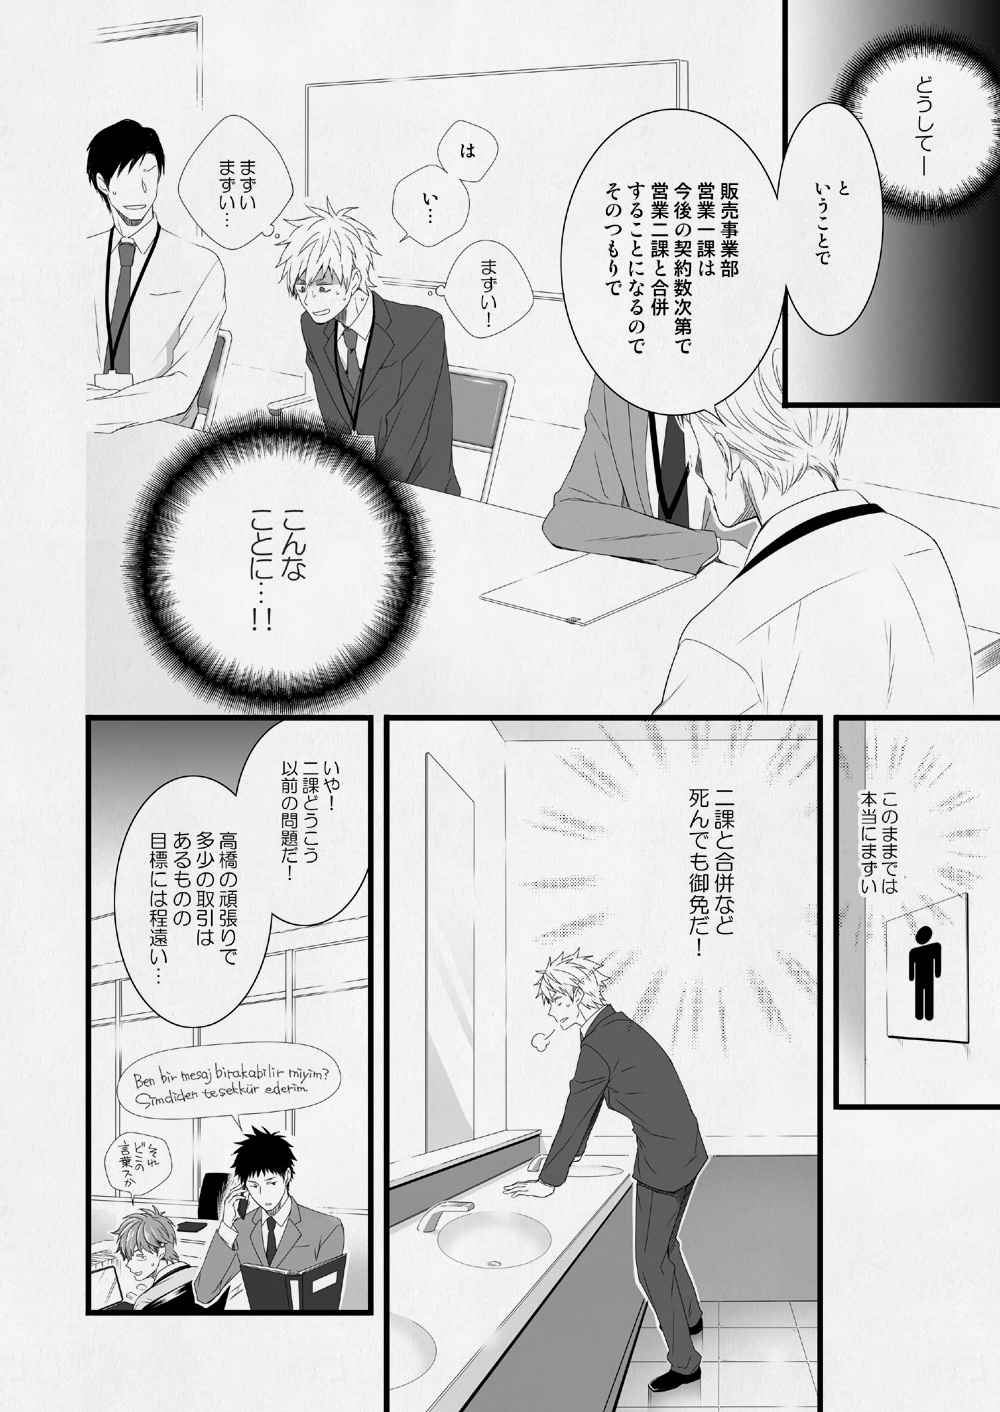 どうしてー
と
いうことで
販売事業部
営業一課は
今後の契約数次第で
営業二課と合併
することになるので
そのつもりで
は
い…
まずい！
まずい
まずい…
こんな
ことに…!!
このままでは
本当にまずい
二課と合併など
死んでも御免だ！
いや！
二課どうこう
以前の問題だ！
高橋の頑張りで
多少の取引は
あるものの
目標には程遠い…
Ben bir mesaj birakabilir miyim?
Simdiden teşekkür ederim.
それ
どこの
言葉スか